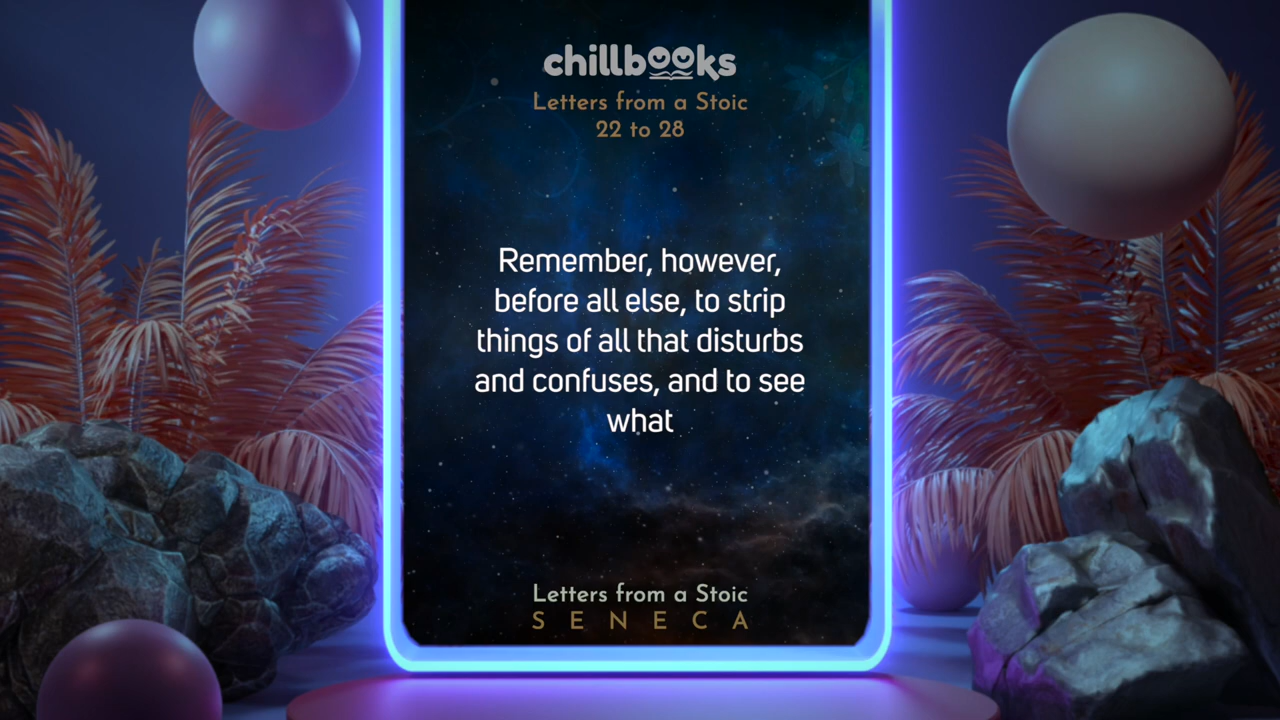 chillbooks
Letters from a Stoic
22 to 28
Remember, however,
before all else, to strip
things of all that disturbs
and confuses, and to see
what
Letters from a Stoic
SENECA